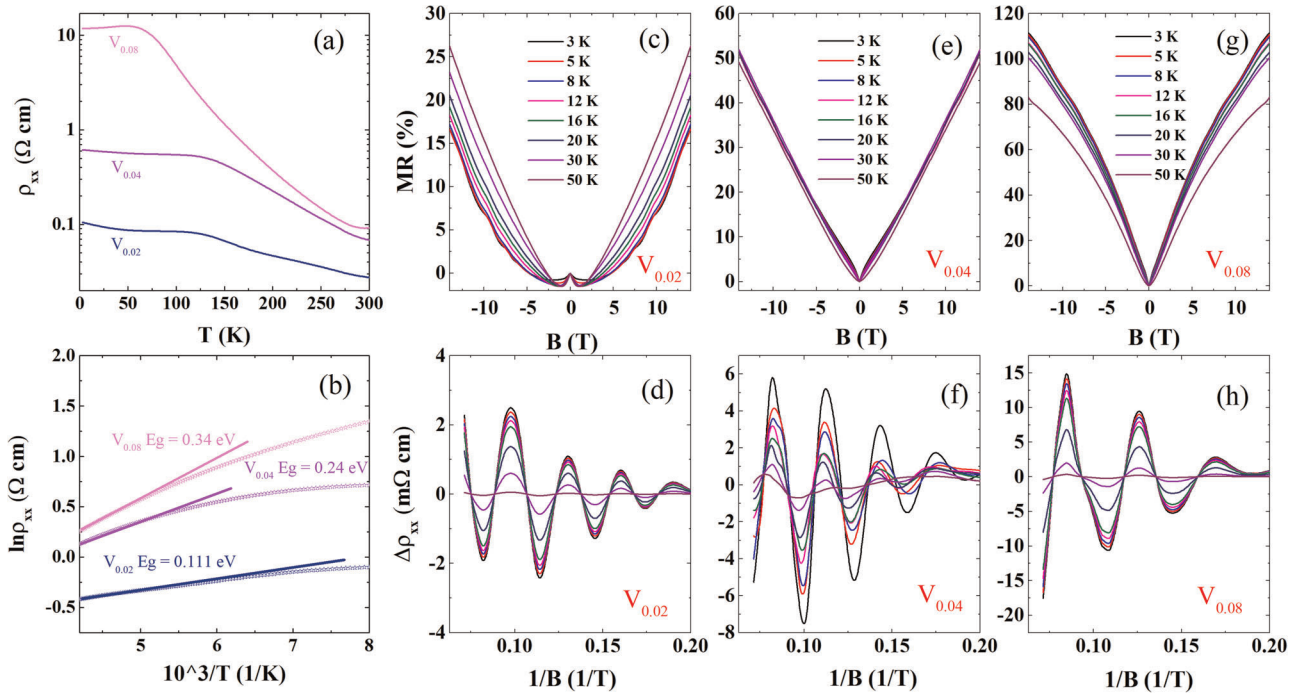 (a)
V0.08
V0.04
V0.02
10
1
0.1
ρxx (Ω cm)
0 50 100 150 200 250 300
T (K)
(c)
3 K
5 K
8 K
12 K
16 K
20 K
30 K
50 K
V0.02
30
25
20
15
10
5
0
MR (%)
-10 -5 0 5 10
B (T)
(e)
3 K
5 K
8 K
12 K
16 K
20 K
30 K
50 K
V0.04
60
50
40
30
20
10
0
-10 -5 0 5 10
B (T)
(g)
3 K
5 K
8 K
12 K
16 K
20 K
30 K
50 K
V0.08
120
100
80
60
40
20
0
-10 -5 0 5 10
B (T)
(b)
2.0
1.5
1.0
0.5
0.0
-0.5
lnρxx (Ω cm)
V0.08 Eg = 0.34 eV
V0.04 Eg = 0.24 eV
V0.02 Eg = 0.111 eV
5 6 7 8
10^3/T (1/K)
(d)
4
2
0
-2
-4
Δρxx (mΩ cm)
V0.02
0.10 0.15 0.20
1/B (1/T)
(f)
6
4
2
0
-2
-4
-6
-8
V0.04
0.10 0.15 0.20
1/B (1/T)
(h)
15
10
5
0
-5
-10
-15
-20
V0.08
0.10 0.15 0.20
1/B (1/T)